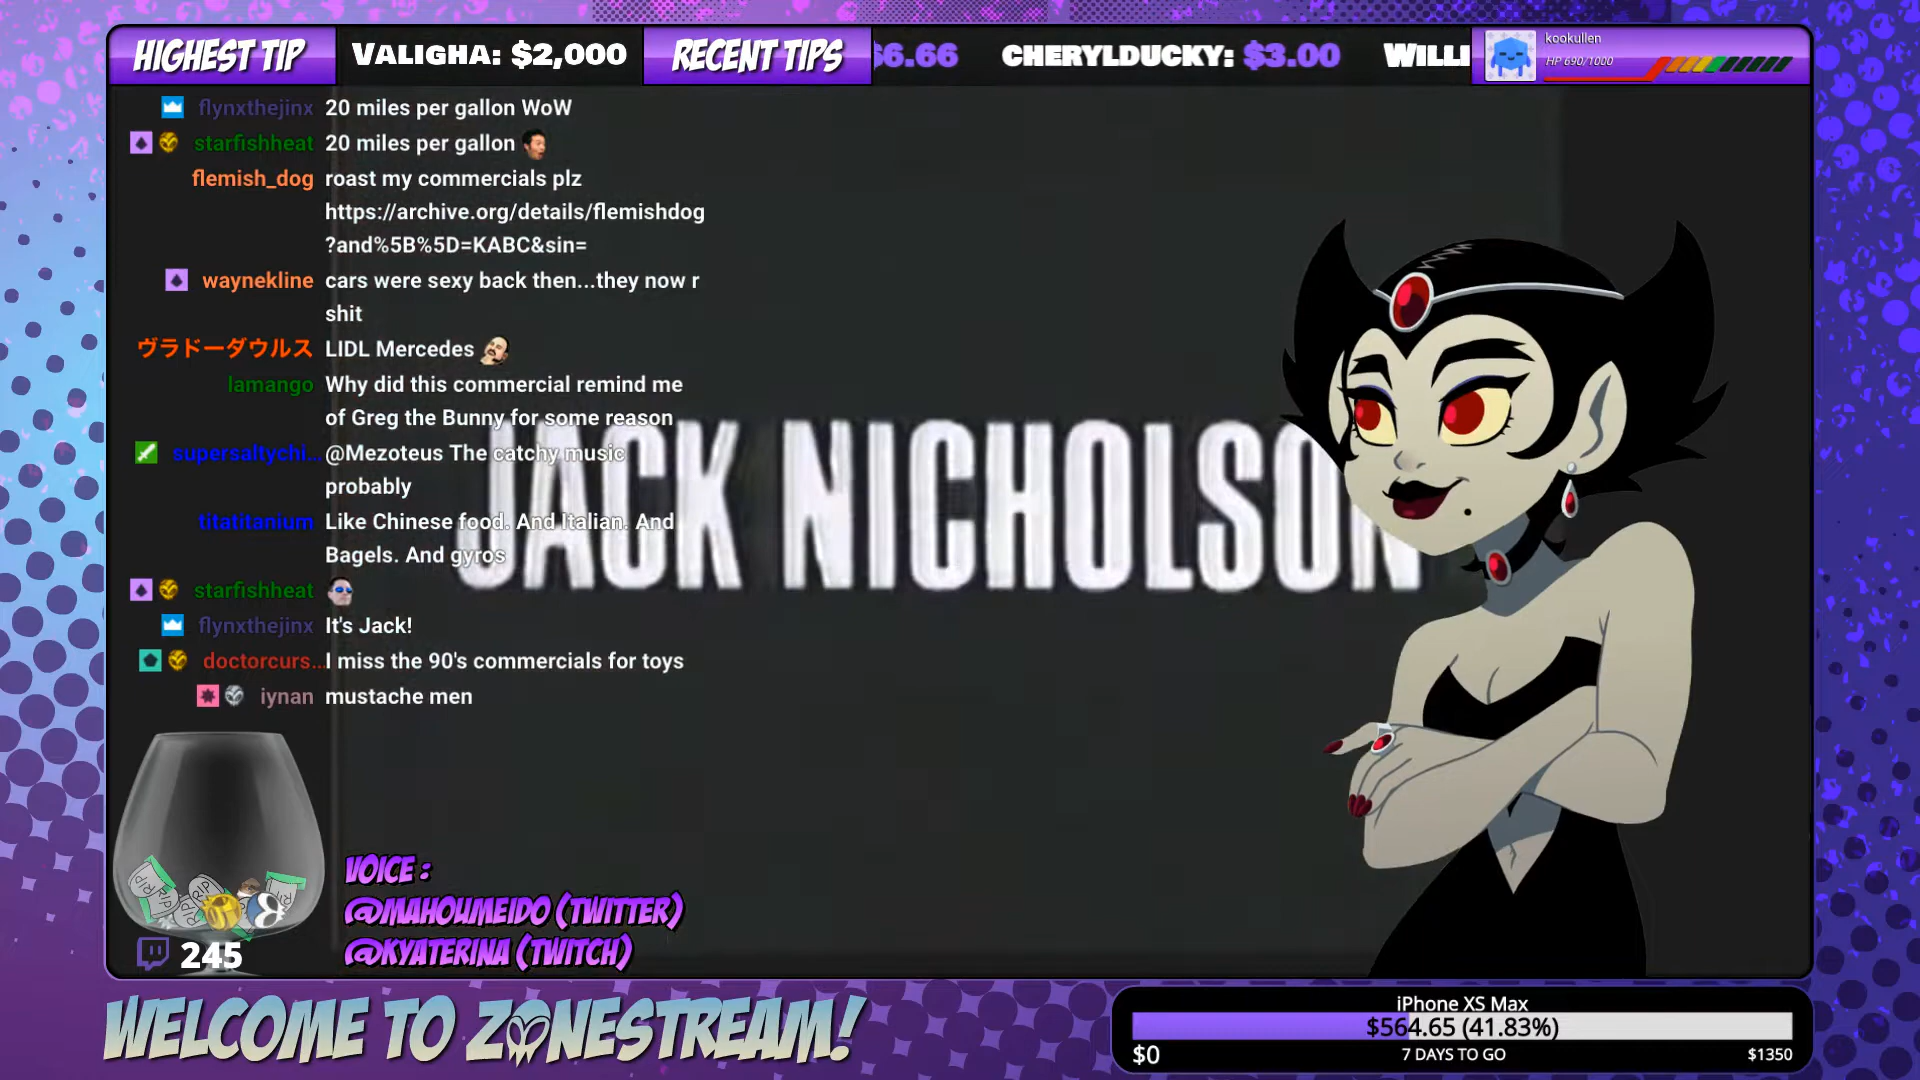 HIGHEST TIP
VALIGHA: $2,000
RECENT TIPS
$6.66 CHERYLDUCKY: $3.00 WILLI
kookullen
HP 690/1000
flynxthejinx 20 miles per gallon WoW
starfishheat 20 miles per gallon
flemish_dog roast my commercials plz
https://archive.org/details/flemishdog
?and%5B%5D=KABC&sin=
waynekline cars were sexy back then...they now r
shit
ヴラドーダウルス LIDL Mercedes
lamango Why did this commercial remind me
of Greg the Bunny for some reason
supersaltychi... @Mezoteus The catchy music
probably
titatitanium Like Chinese food. And Italian. And
Bagels. And gyros
starfishheat
flynxthejinx It's Jack!
doctorcurs... I miss the 90's commercials for toys
iynan mustache men
JACK NICHOLSON
RIP
RIP
245
VOICE :
@MAHOUMEIDO (TWITTER)
@KYATERINA (TWITCH)
WELCOME TO ZONESTREAM!
iPhone XS Max
$564.65 (41.83%)
$0 7 DAYS TO GO $1350